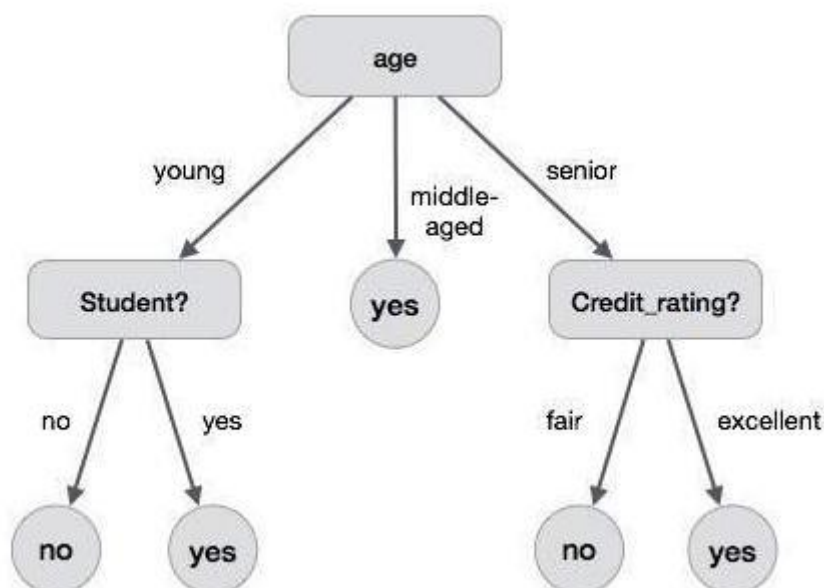 age
young
middle-
aged
senior
Student?
yes
Credit_rating?
no
yes
fair
excellent
no
yes
no
yes